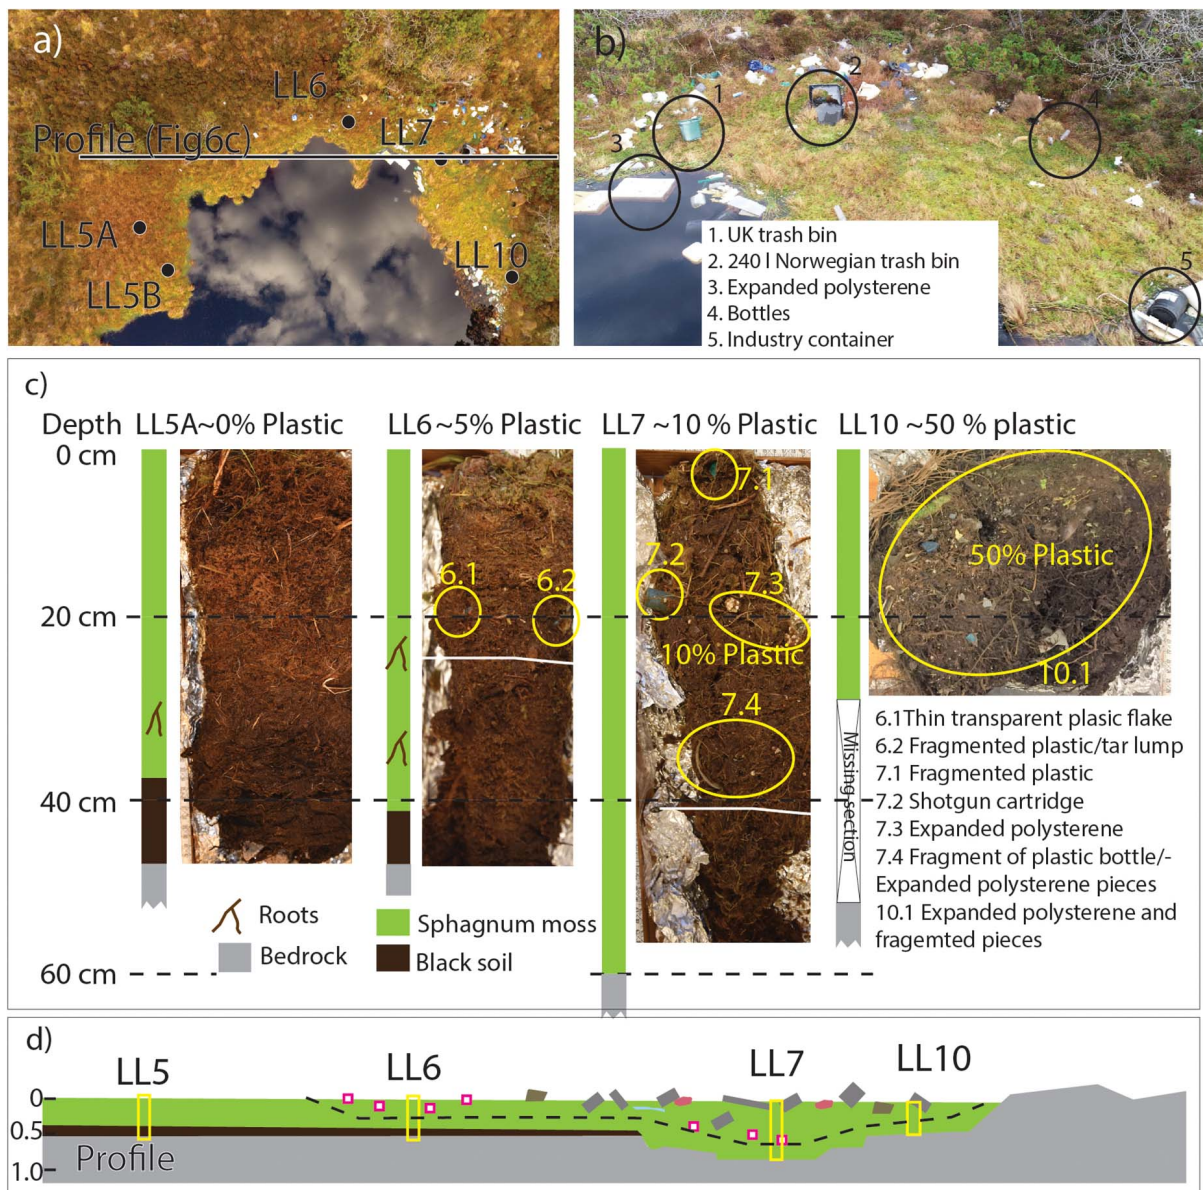 a)
LL6
LL7
Profile (Fig6c)
LL5A
LL5B
LL10
b)
1
2
3
4
5
1. UK trash bin
2. 240 l Norwegian trash bin
3. Expanded polysterene
4. Bottles
5. Industry container
c)
Depth
LL5A~0% Plastic
LL6 ~5% Plastic
LL7 ~10 % Plastic
LL10 ~50 % plastic
0 cm
7.1
6.1
6.2
7.2
7.3
50% Plastic
20 cm
10% Plastic
10.1
7.4
40 cm
Missing section
6.1Thin transparent plasic flake
6.2 Fragmented plastic/tar lump
7.1 Fragmented plastic
7.2 Shotgun cartridge
7.3 Expanded polysterene
7.4 Fragment of plastic bottle/-
Expanded polysterene pieces
10.1 Expanded polysterene and
fragemted pieces
Roots
Sphagnum moss
Bedrock
Black soil
60 cm
d)
LL5
LL6
LL7
LL10
0
0.5
1.0
Profile